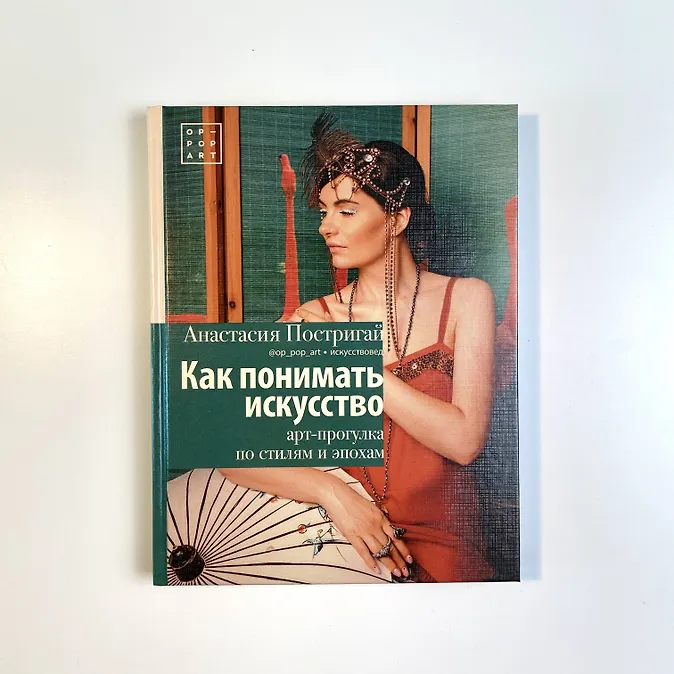 OP–
POP
ART
Анастасия Постригай
@op_pop_art • искусствовед
Как понимать
искусство
арт-прогулка
по стилям и эпохам